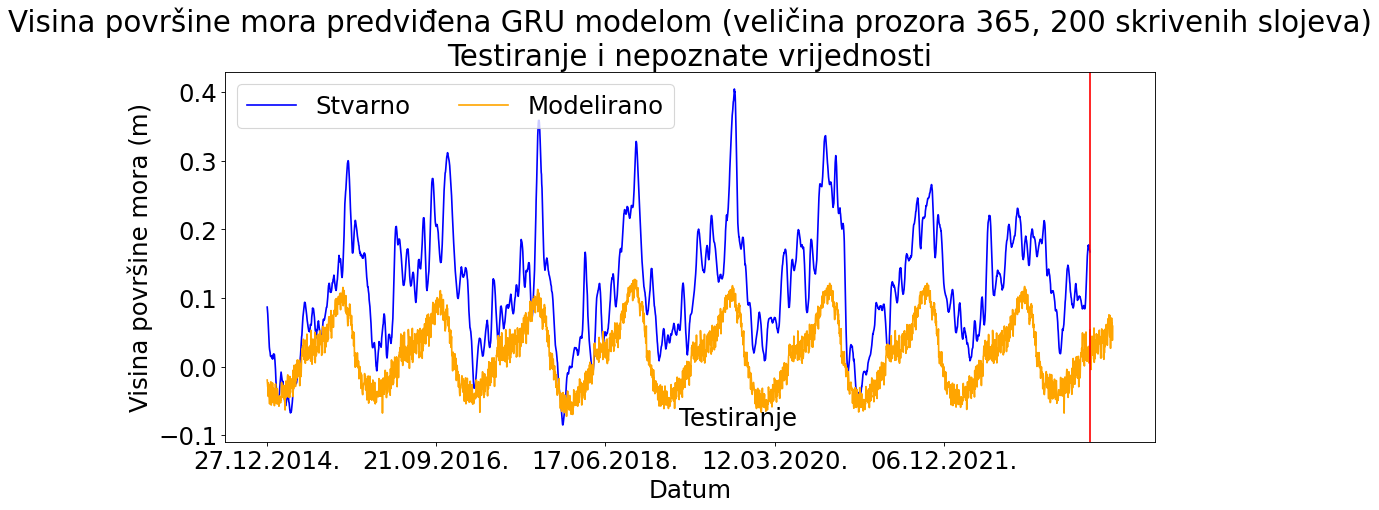 Visina površine mora predviđena GRU modelom (veličina prozora 365, 200 skrivenih slojeva)
Testiranje i nepoznate vrijednosti
Stvarno
Modelirano
Visina površine mora (m)
0.4
0.3
0.2
0.1
0.0
−0.1
Testiranje
27.12.2014.
21.09.2016.
17.06.2018.
12.03.2020.
06.12.2021.
Datum